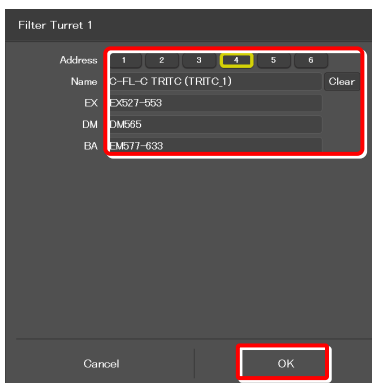 Filter Turret 1
Address 1 2 3 4 5 6
Name C-FL-C TRITC (TRITC_1) Clear
EX EX527-553
DM DM565
BA EM577-633
Cancel OK